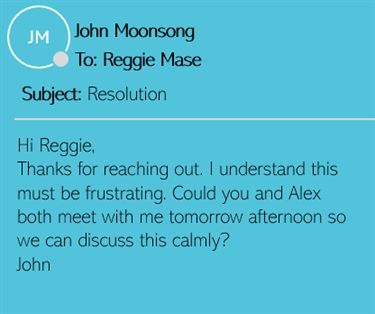 JM
John Moonsong
To: Reggie Mase
Subject: Resolution
Hi Reggie,
Thanks for reaching out. I understand this
must be frustrating. Could you and Alex
both meet with me tomorrow afternoon so
we can discuss this calmly?
John